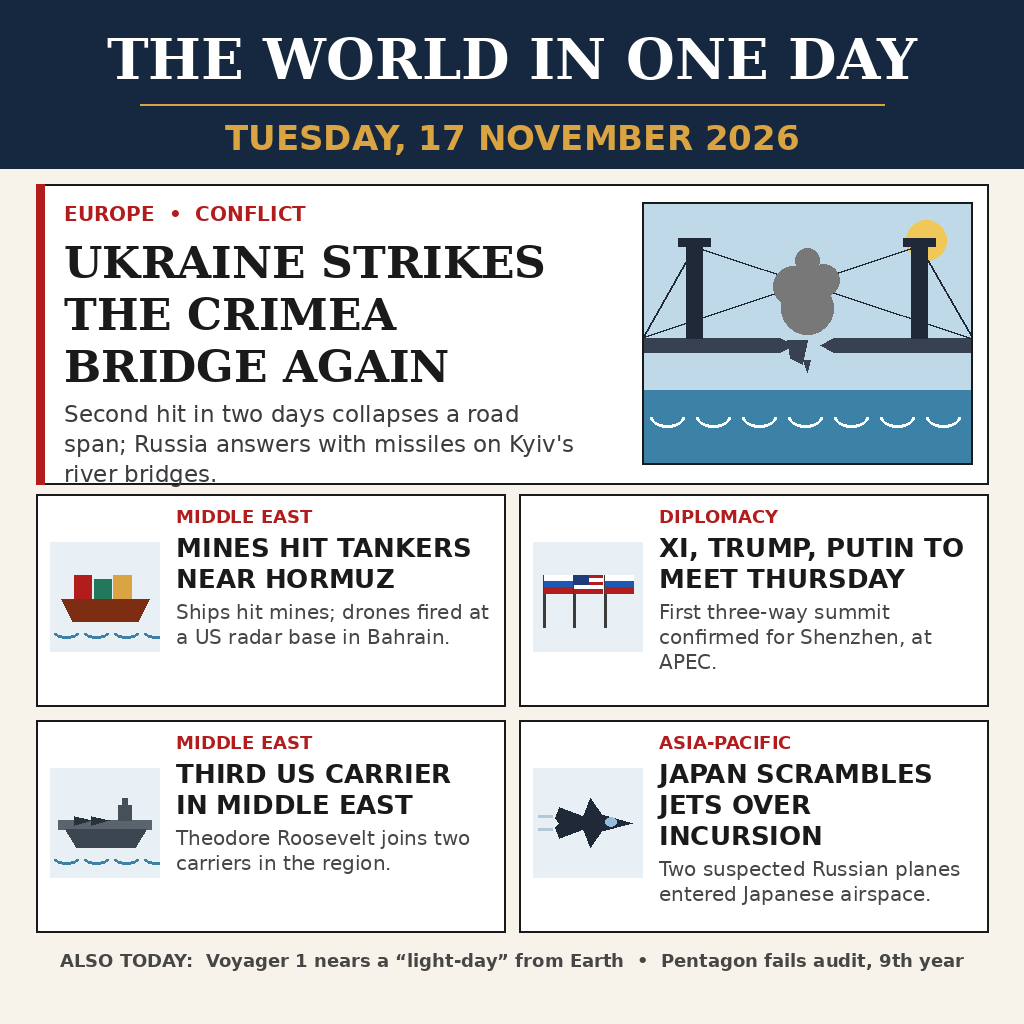 THE WORLD IN ONE DAY
TUESDAY, 17 NOVEMBER 2026
EUROPE • CONFLICT
UKRAINE STRIKES
THE CRIMEA
BRIDGE AGAIN
Second hit in two days collapses a road
span; Russia answers with missiles on Kyiv's
river bridges.
MIDDLE EAST
MINES HIT TANKERS
NEAR HORMUZ
Ships hit mines; drones fired at
a US radar base in Bahrain.
DIPLOMACY
XI, TRUMP, PUTIN TO
MEET THURSDAY
First three-way summit
confirmed for Shenzhen, at
APEC.
MIDDLE EAST
THIRD US CARRIER
IN MIDDLE EAST
Theodore Roosevelt joins two
carriers in the region.
ASIA-PACIFIC
JAPAN SCRAMBLES
JETS OVER
INCURSION
Two suspected Russian planes
entered Japanese airspace.
ALSO TODAY: Voyager 1 nears a “light-day” from Earth • Pentagon fails audit, 9th year